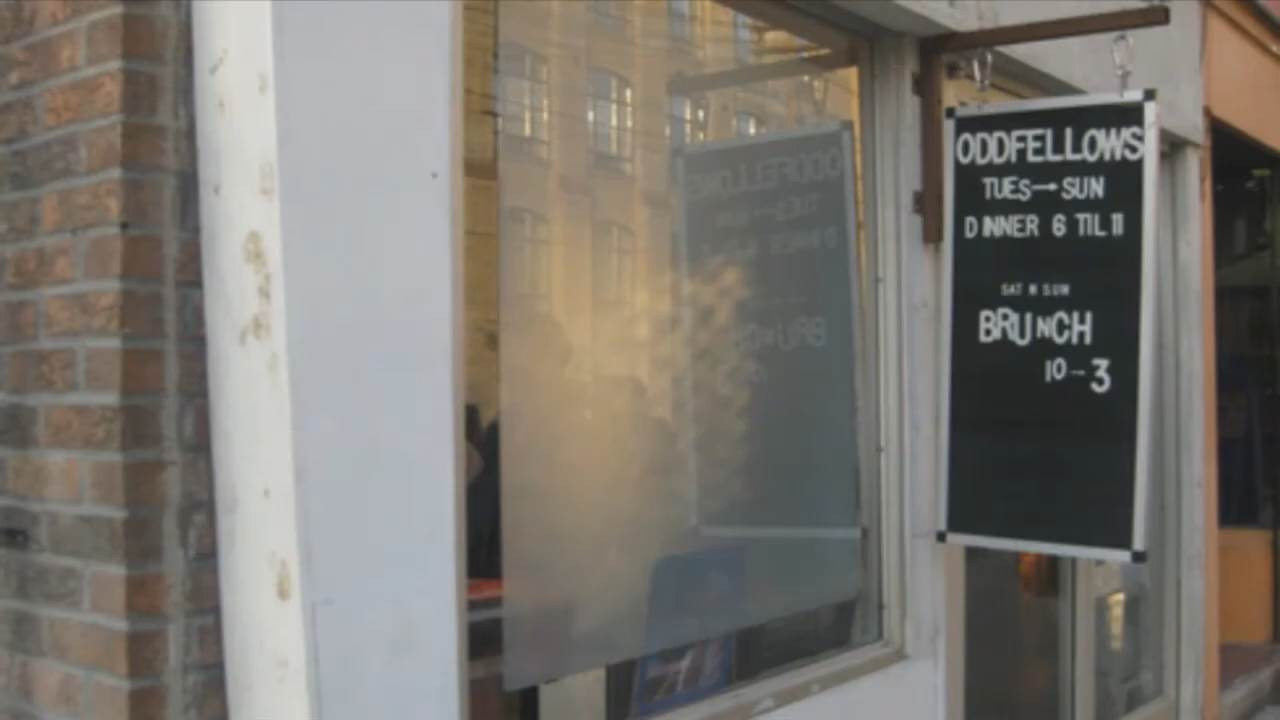 ODDFELLOWS
TUES→SUN
DINNER 6 TIL 11
SAT N SUN
BRUNCH
10-3